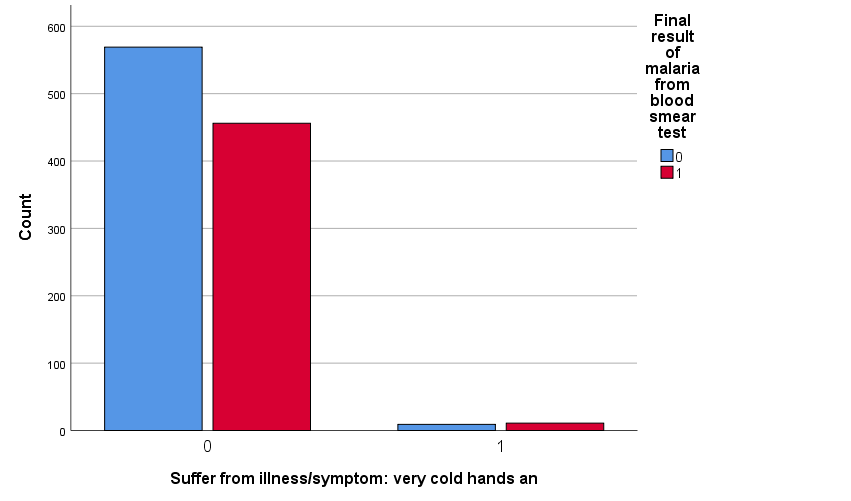 600
500
400
300
200
100
0
Count
0
1
Suffer from illness/symptom: very cold hands an
Final
result
of
malaria
from
blood
smear
test
0
1